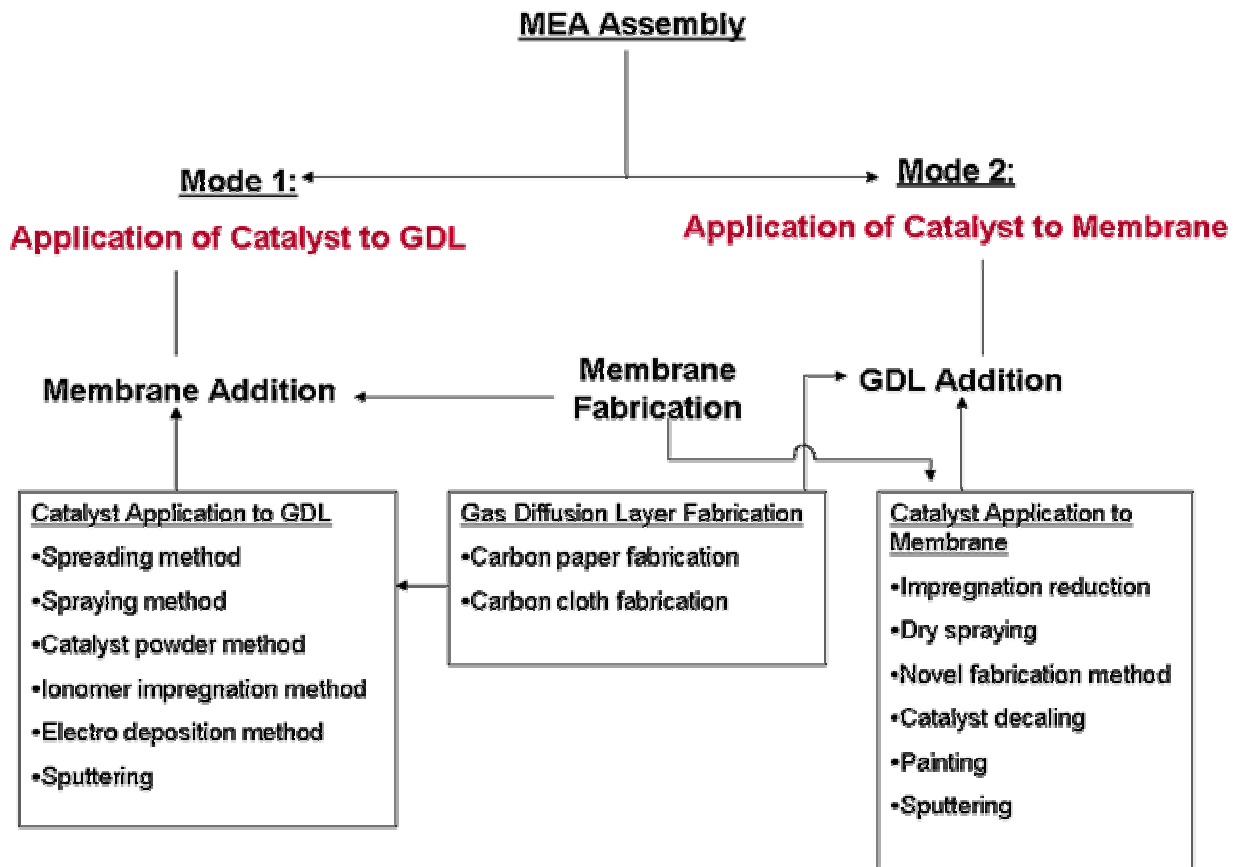 MEA Assembly
Mode 1:
Mode 2:
Application of Catalyst to GDL
Application of Catalyst to Membrane
Membrane Addition
Membrane
Fabrication
GDL Addition
Catalyst Application to GDL
•Spreading method
•Spraying method
•Catalyst powder method
•Ionomer impregnation method
•Electro deposition method
•Sputtering
Gas Diffusion Layer Fabrication
•Carbon paper fabrication
•Carbon cloth fabrication
Catalyst Application to
Membrane
•Impregnation reduction
•Dry spraying
•Novel fabrication method
•Catalyst decaling
•Painting
•Sputtering